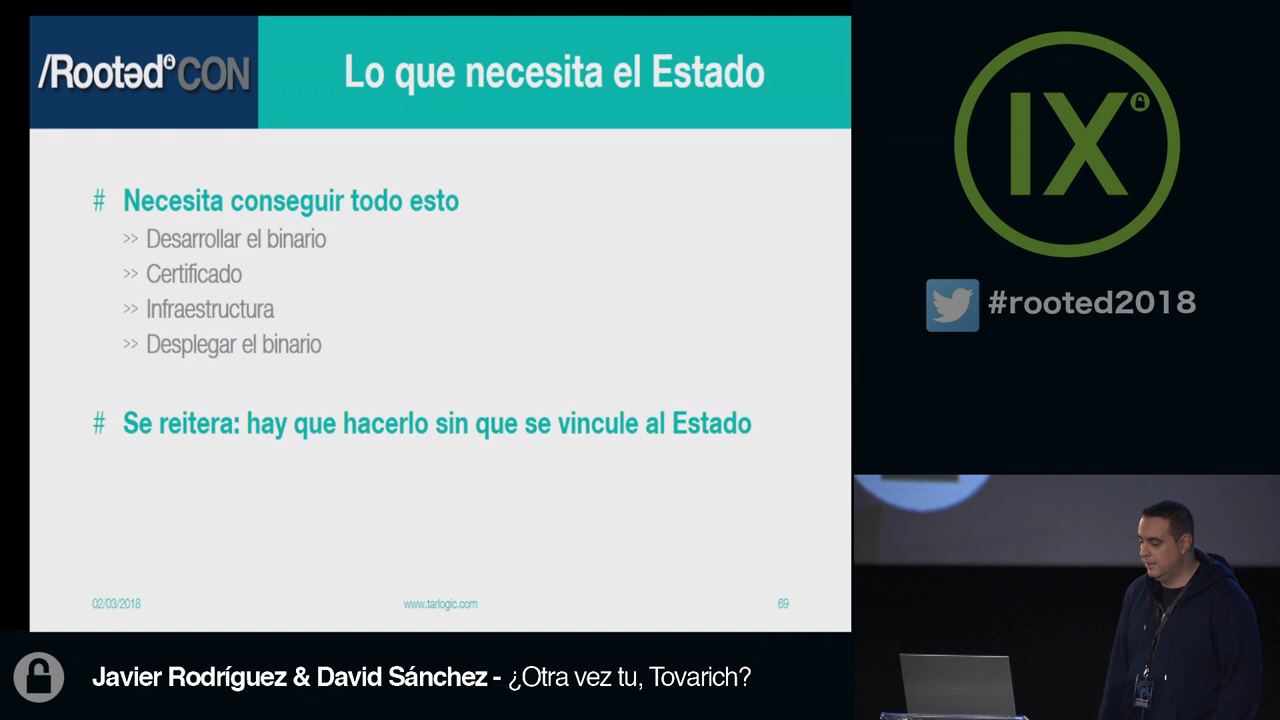 /Rootəd CON
Lo que necesita el Estado
# Necesita conseguir todo esto
>> Desarrollar el binario
>> Certificado
>> Infraestructura
>> Desplegar el binario
# Se reitera: hay que hacerlo sin que se vincule al Estado
02/03/2018 www.tarlogic.com 69
IX
#rooted2018
Javier Rodríguez & David Sánchez - ¿Otra vez tu, Tovarich?